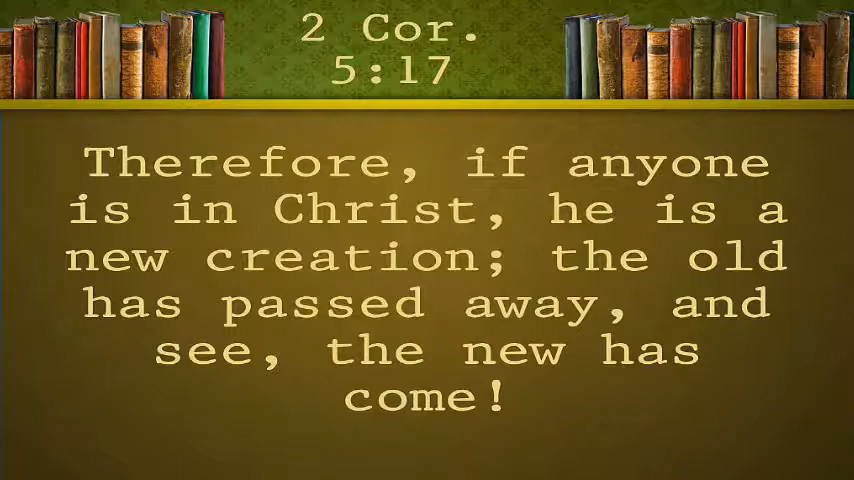 2 Cor.
5:17
Therefore, if anyone
is in Christ, he is a
new creation; the old
has passed away, and
see, the new has
come!